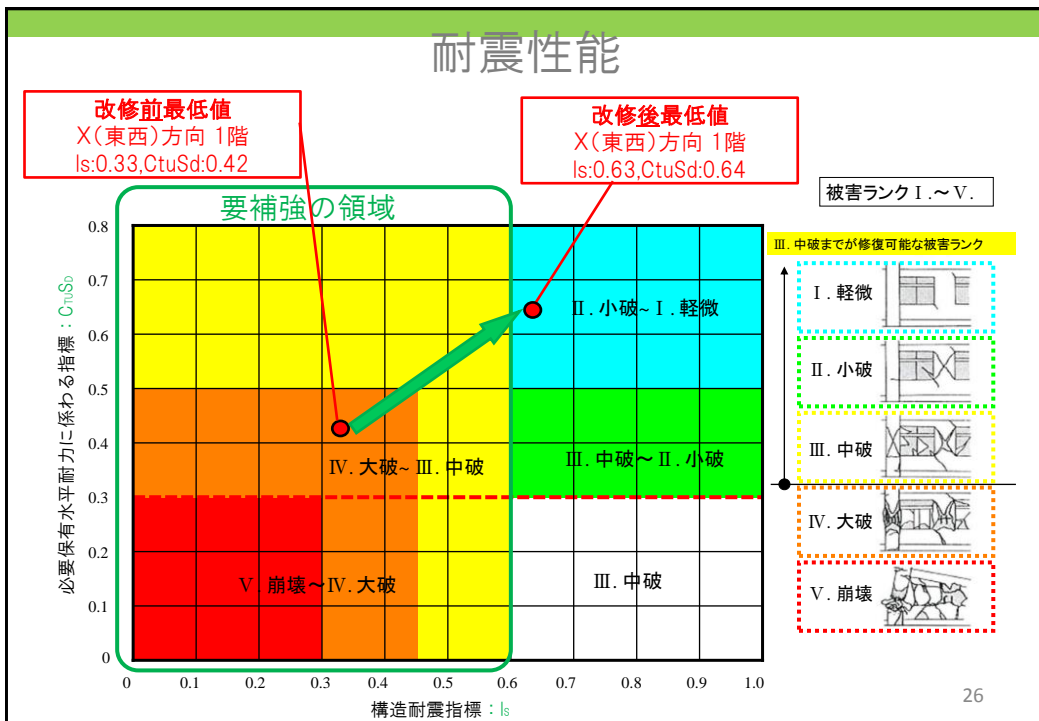 耐震性能
改修前最低値
X(東西)方向 1階
Is:0.33,CtuSd:0.42
改修後最低値
X(東西)方向 1階
Is:0.63,CtuSd:0.64
被害ランクⅠ.～Ⅴ.
要補強の領域
Ⅲ.中破までが修復可能な被害ランク
必要保有水平耐力に係わる指標：CTUSD
0.8
0.7
0.6
0.5
0.4
0.3
0.2
0.1
0
Ⅱ.小破~Ⅰ.軽微
Ⅳ.大破~Ⅲ.中破
Ⅲ.中破～Ⅱ.小破
Ⅴ.崩壊～Ⅳ.大破
Ⅲ.中破
0 0.1 0.2 0.3 0.4 0.5 0.6 0.7 0.8 0.9 1.0
構造耐震指標：Is
Ⅰ.軽微
Ⅱ.小破
Ⅲ.中破
Ⅳ.大破
Ⅴ.崩壊
26